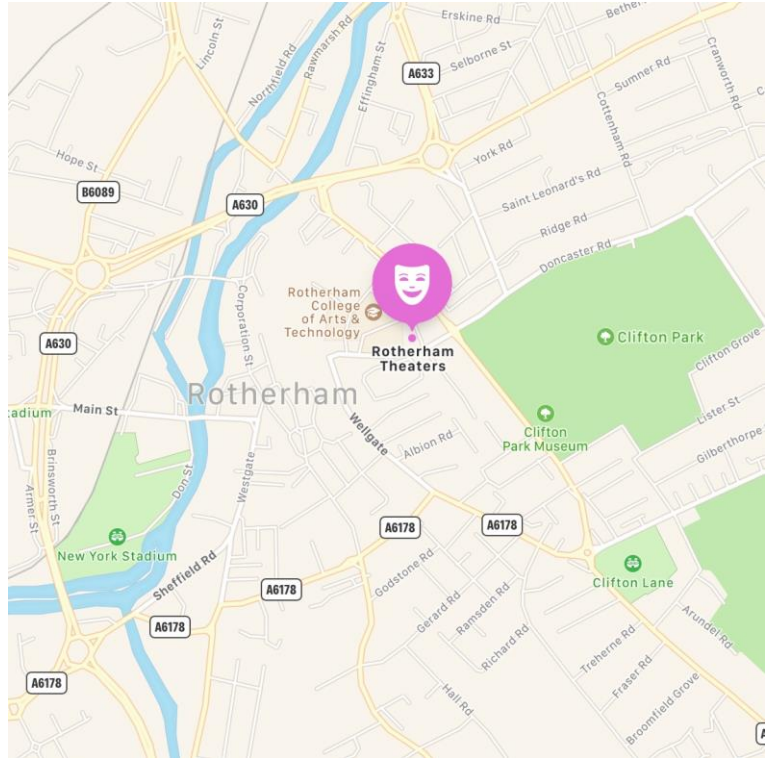 Erskine Rd
Lincoln St
Northfield Rd
Rawmarsh Rd
Effingham St
Selborne St
Cranworth Rd
A633
Sumner Rd
Cottenham Rd
Hope St
York Rd
B6089
A630
Saint Leonard's Rd
Ridge Rd
Doncaster Rd
Rotherham
College
of Arts &
Technology
Corporation St
A630
Rotherham
Theaters
Clifton Park
Clifton Grove
Rotherham
Main St
Lister St
Wellgate
Albion Rd
Clifton
Park Museum
Gilberthorpe
Brinsworth St
Armer St
Don St
Westgate
A6178
A6178
New York Stadium
Sheffield Rd
Godstone Rd
Clifton Lane
A6178
Gerard Rd
Ramsden Rd
Arundel Rd
A6178
Richard Rd
Treherne Rd
Fraser Rd
A6178
Hall Rd
Broomfield Grove